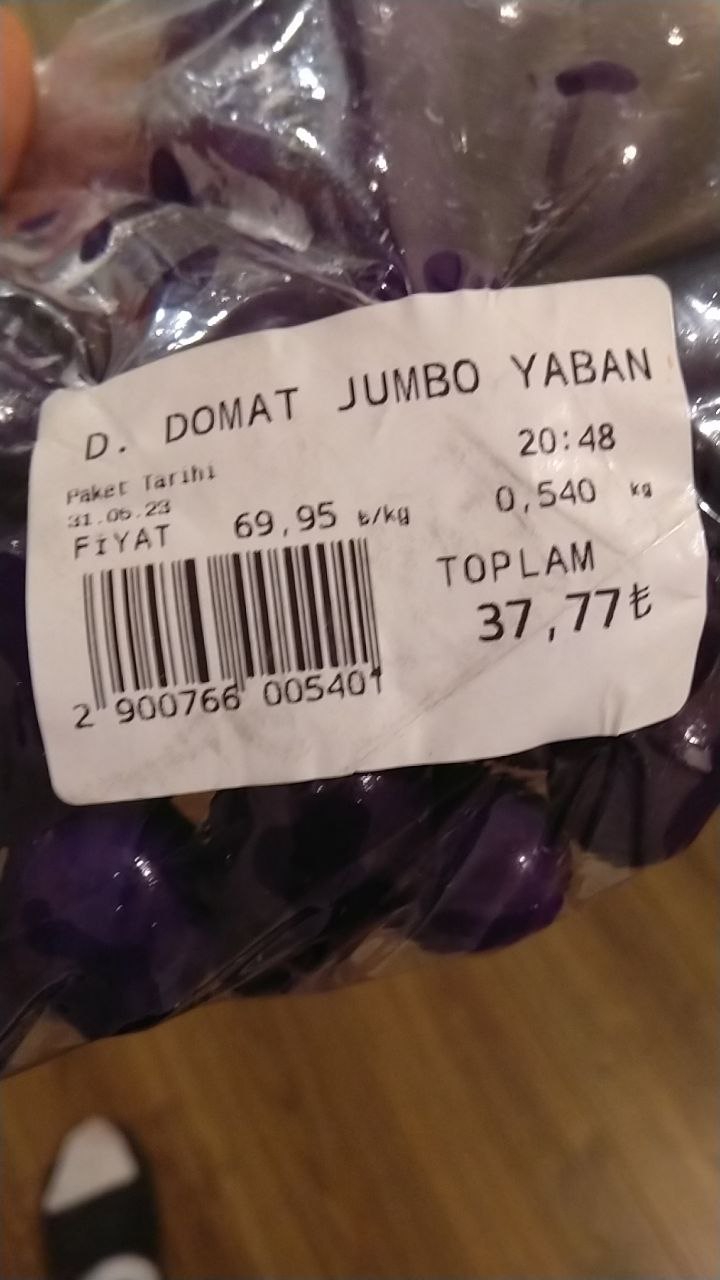 D. DOMAT JUMBO YABAN
Paket Tarihi 20:48
31.05.23 0,540 kg
FİYAT 69,95 ₺/kg
TOPLAM
37,77₺
2 900766 005401